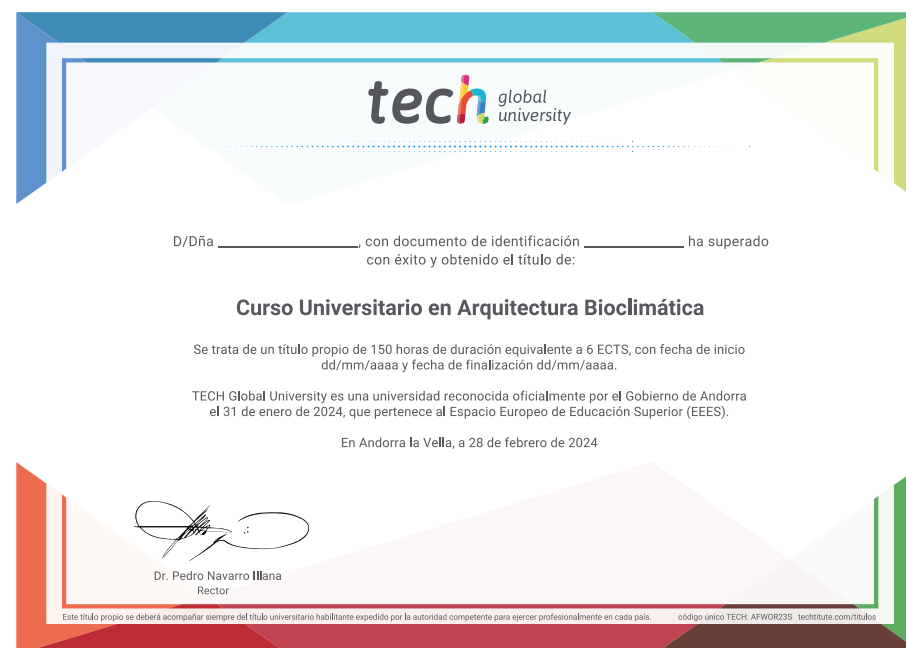 tech global university
D/Dña ____________, con documento de identificación ____________ ha superado
con éxito y obtenido el título de:
Curso Universitario en Arquitectura Bioclimática
Se trata de un título propio de 150 horas de duración equivalente a 6 ECTS, con fecha de inicio
dd/mm/aaaa y fecha de finalización dd/mm/aaaa.
TECH Global University es una universidad reconocida oficialmente por el Gobierno de Andorra
el 31 de enero de 2024, que pertenece al Espacio Europeo de Educación Superior (EEES).
En Andorra la Vella, a 28 de febrero de 2024
Dr. Pedro Navarro Illana
Rector
Este título propio se deberá acompañar siempre del título universitario habilitante expedido por la autoridad competente para ejercer profesionalmente en cada país. código único TECH: AFWOR23S techtitute.com/titulos